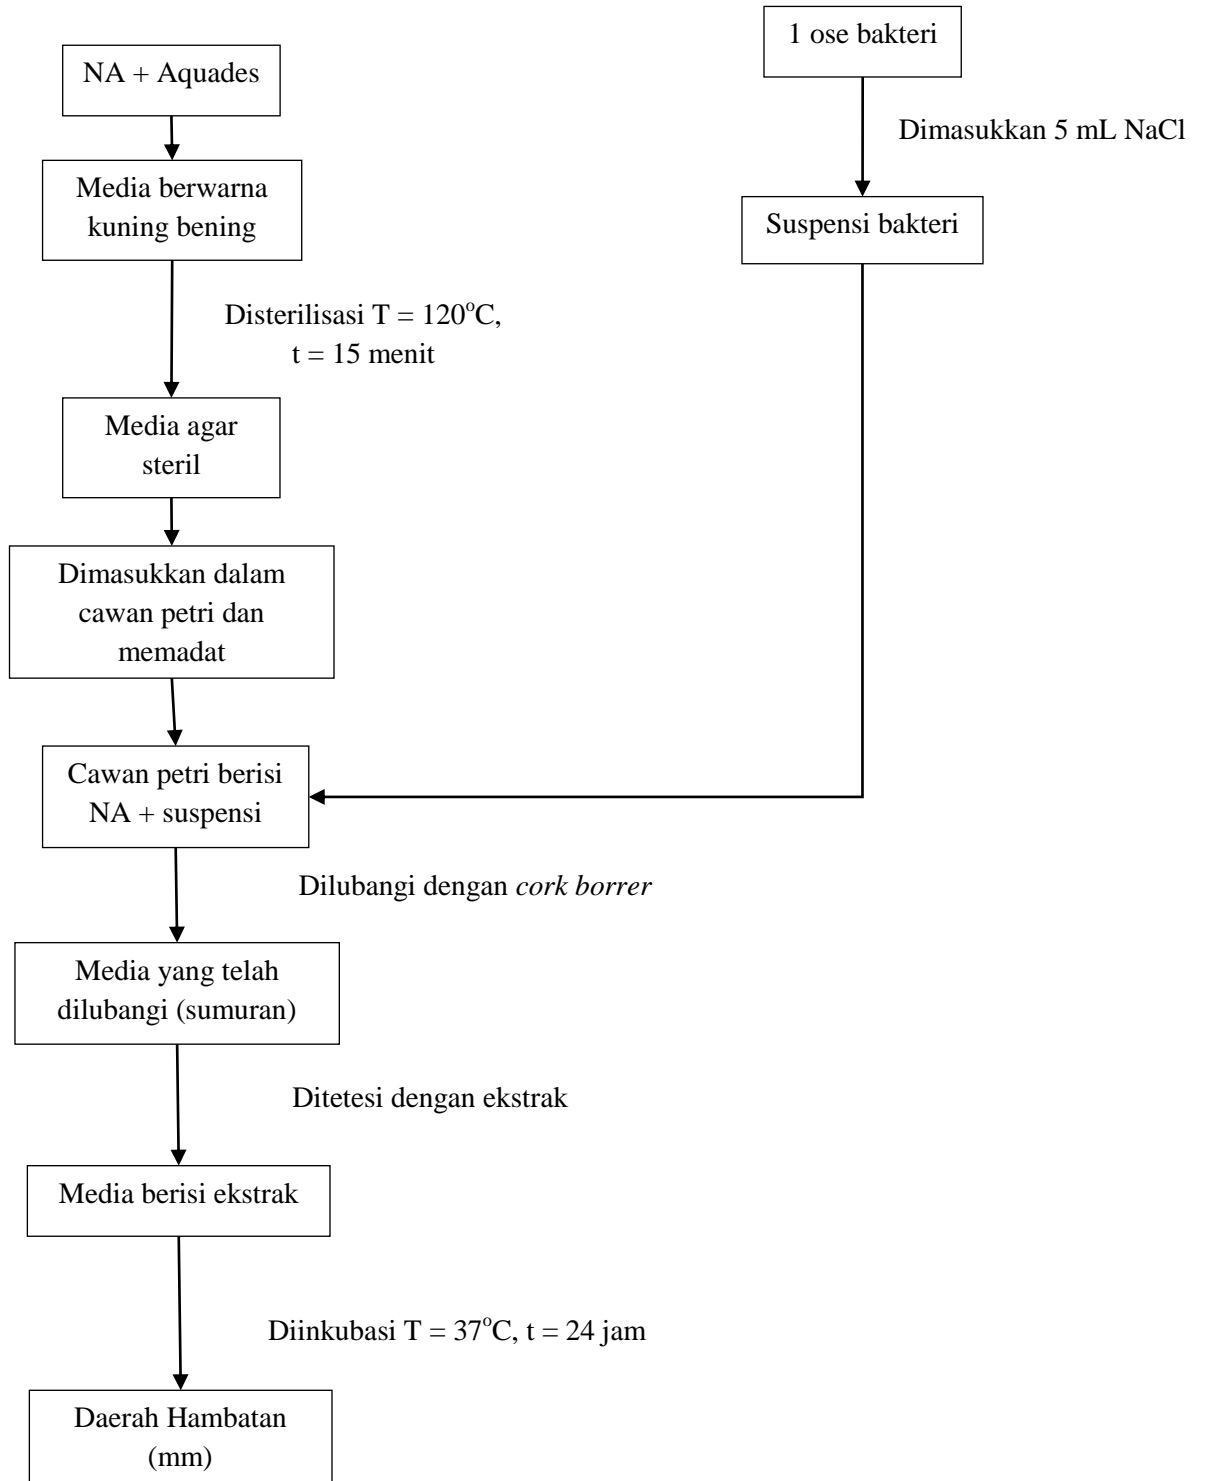 1 ose bakteri
NA + Aquades
Dimasukkan 5 mL NaCl
Media berwarna
kuning bening
Suspensi bakteri
Disterilisasi T = 120°C,
t = 15 menit
Media agar
steril
Dimasukkan dalam
cawan petri dan
memadat
Cawan petri berisi
NA + suspensi
Dilubangi dengan cork borrer
Media yang telah
dilubangi (sumuran)
Ditetesi dengan ekstrak
Media berisi ekstrak
Diinkubasi T = 37°C, t = 24 jam
Daerah Hambatan
(mm)